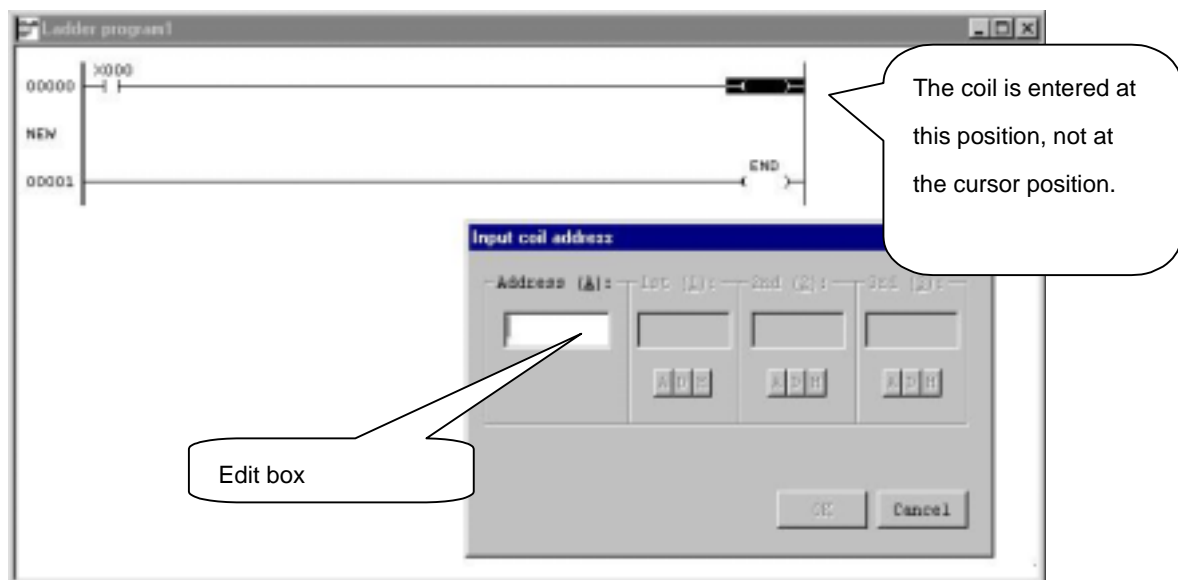 Ladder program1
X000
00000
The coil is entered at
this position, not at
the cursor position.
NEW
END
00001
Input coil address
Address (A): 1st (1): 2nd (2): 3rd (3):
A D H A D H A D H
Edit box
OK Cancel